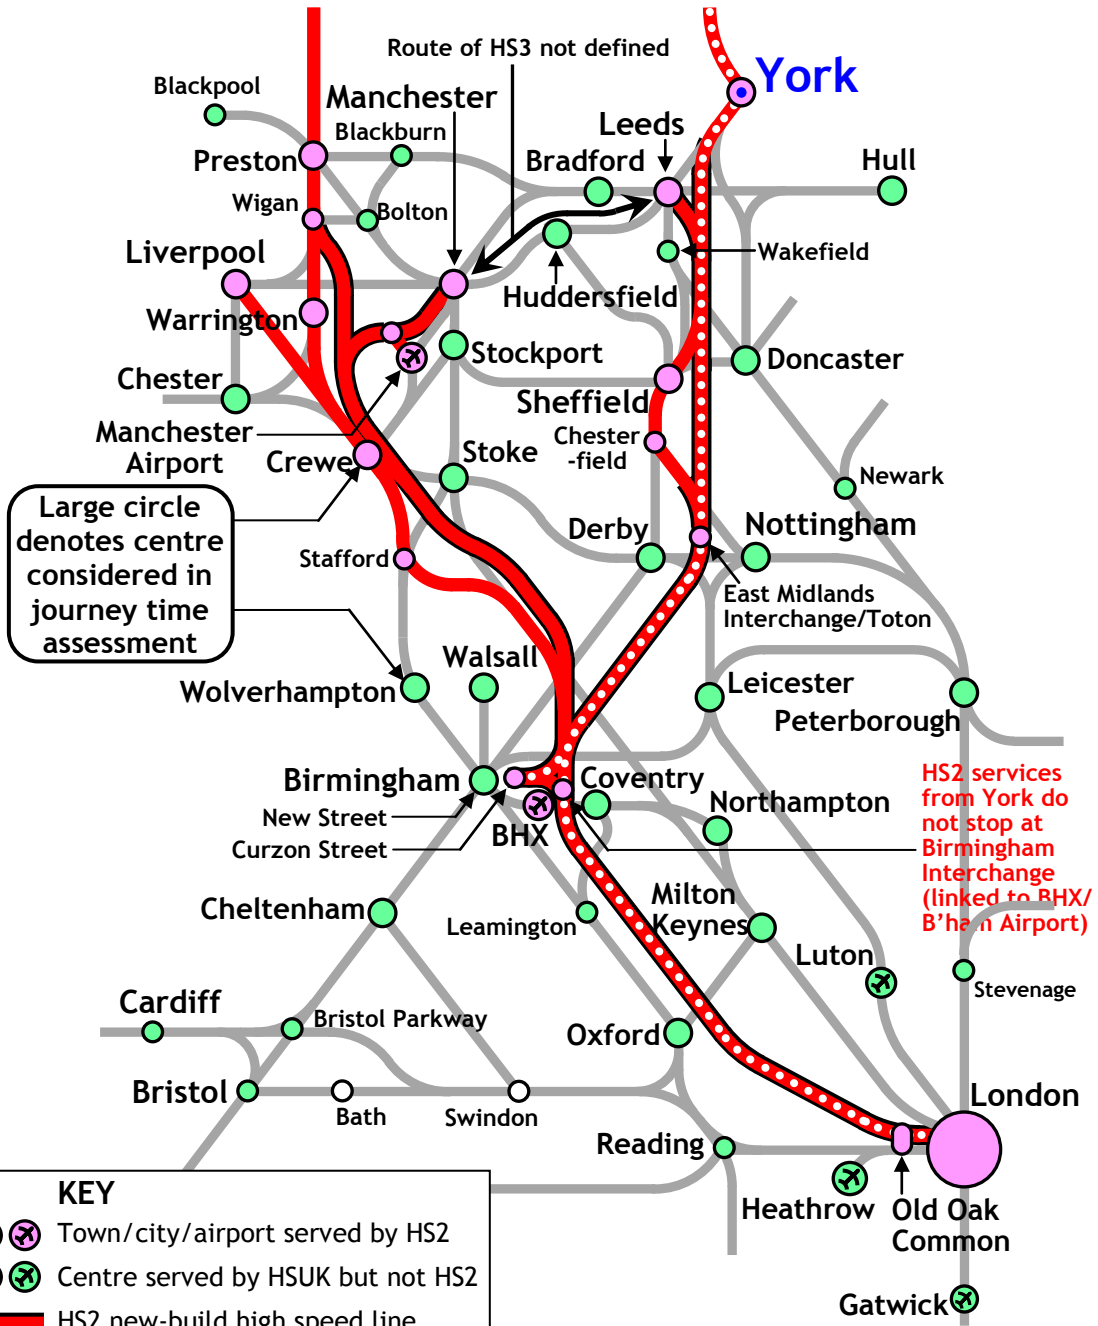 Route of HS3 not defined
York
Blackpool
Manchester
Leeds
Blackburn
Bradford
Hull
Preston
Wigan
Bolton
Liverpool
Wakefield
Huddersfield
Warrington
Stockport
Doncaster
Chester
Sheffield
Manchester
Airport
Chester
-field
Crewe
Stoke
Newark
Large circle
denotes centre
considered in
journey time
assessment
Derby
Nottingham
Stafford
East Midlands
Interchange/Toton
Walsall
Wolverhampton
Leicester
Peterborough
Birmingham
Coventry
HS2 services
from York do
not stop at
Birmingham
Interchange
(linked to BHX/
B'ham Airport)
New Street
BHX
Northampton
Curzon Street
Cheltenham
Leamington
Milton
Keynes
Luton
Stevenage
Cardiff
Bristol Parkway
Oxford
Bristol
Bath
Swindon
London
Reading
Heathrow
Old Oak
Common
Gatwick
KEY
Town/city/airport served by HS2
Centre served by HSUK but not HS2
HS2 new-build high speed line